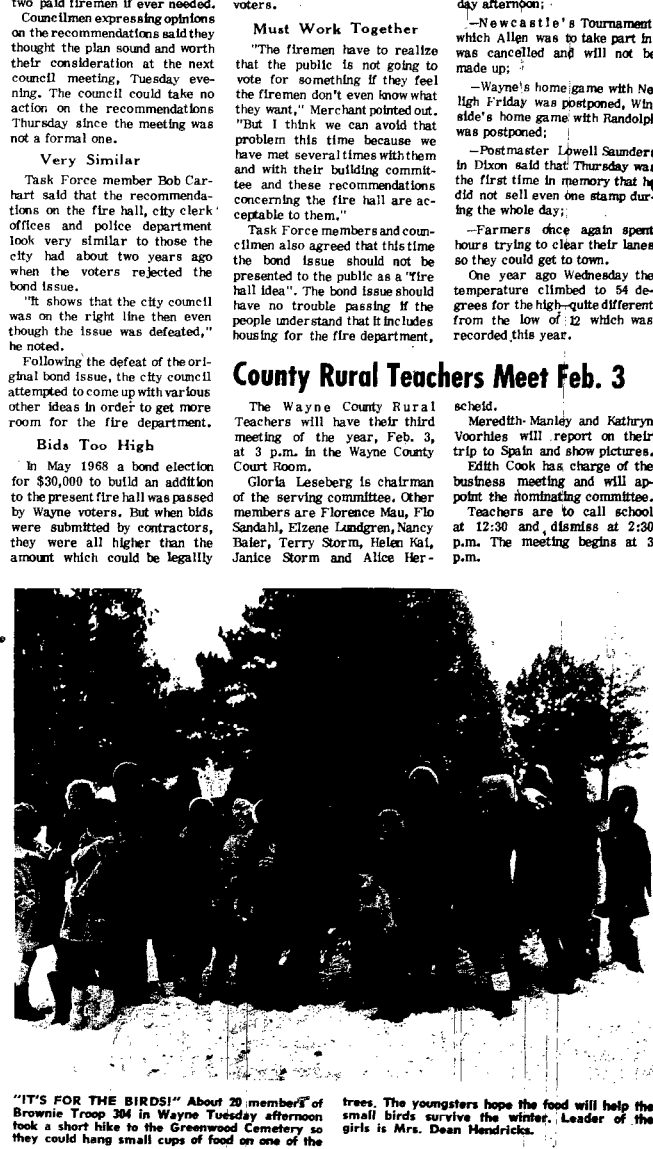 two paid firemen if ever needed.
Councilmen expressing opinions
on the recommendations said they
thought the plan sound and worth
their consideration at the next
council meeting, Tuesday eve-
ning. The council could take no
action on the recommendations
Thursday since the meeting was
not a formal one.
Very Similar
Task Force member Bob Car-
hart said that the recommenda-
tions on the fire hall, city clerk
offices and police department
look very similar to those the
city had about two years ago
when the voters rejected the
bond issue.
"It shows that the city council
was on the right line then even
though the issue was defeated,"
he noted.
Following the defeat of the ori-
ginal bond issue, the city council
attempted to come up with various
other ideas in order to get more
room for the fire department.
Bids Too High
In May 1968 a bond election
for $30,000 to build an addition
to the present fire hall was passed
by Wayne voters. But when bids
were submitted by contractors,
they were all higher than the
amount which could be legallly
voters.
Must Work Together
"The firemen have to realize
that the public is not going to
vote for something if they feel
the firemen don't even know what
they want," Merchant pointed out.
"But I think we can avoid that
problem this time because we
have met several times with them
and with their building commit-
tee and these recommendations
concerning the fire hall are ac-
ceptable to them."
Task Force members and coun-
cilmen also agreed that this time
the bond issue should not be
presented to the public as a "fire
hall idea". The bond issue should
have no trouble passing if the
people understand that it includes
housing for the fire department,
day afternoon;
—Newcastle's Tournament
which Allen was to take part in
was cancelled and will not be
made up;
—Wayne's home game with Ne
ligh Friday was postponed, Win
side's home game with Randolp
was postponed;
—Postmaster Lowell Saunders
in Dixon said that Thursday was
the first time in memory that he
did not sell even one stamp dur-
ing the whole day;
—Farmers once again spent
hours trying to clear their lanes
so they could get to town.
One year ago Wednesday the
temperature climbed to 54 de-
grees for the high—quite different
from the low of 12 which was
recorded this year.
County Rural Teachers Meet Feb. 3
The Wayne County Rural
Teachers will have their third
meeting of the year, Feb. 3,
at 3 p.m. in the Wayne County
Court Room.
Gloria Leseberg is chairman
of the serving committee. Other
members are Florence Mau, Flo
Sandahl, Elzene Lundgren, Nancy
Baier, Terry Storm, Helen Kai,
Janice Storm and Alice Her-
scheid.
Meredith Manley and Kathryn
Voorhies will report on their
trip to Spain and show pictures.
Edith Cook has charge of the
business meeting and will ap-
point the nominating committee.
Teachers are to call school
at 12:30 and dismiss at 2:30
p.m. The meeting begins at 3
p.m.
"IT'S FOR THE BIRDS!" About 20 members of
Brownie Troop 304 in Wayne Tuesday afternoon
took a short hike to the Greenwood Cemetery so
they could hang small cups of food on one of the
trees. The youngsters hope the food will help the
small birds survive the winter. Leader of the
girls is Mrs. Dean Hendricks.